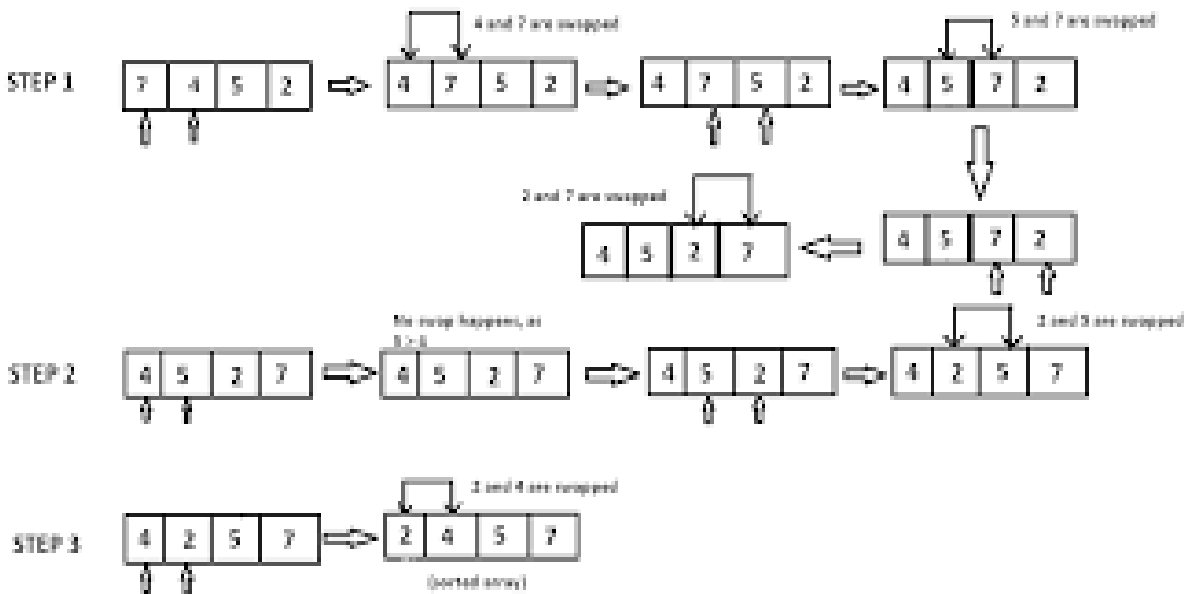 4 and 7 are swapped
5 and 7 are swapped
STEP 1
7 4 5 2
4 7 5 2
4 7 5 2
4 5 7 2
2 and 7 are swapped
4 5 2 7
4 5 7 2
No swap happens, as
5 > 4
2 and 5 are swapped
STEP 2
4 5 2 7
4 5 2 7
4 5 2 7
4 2 5 7
2 and 4 are swapped
STEP 3
4 2 5 7
2 4 5 7
(sorted array)